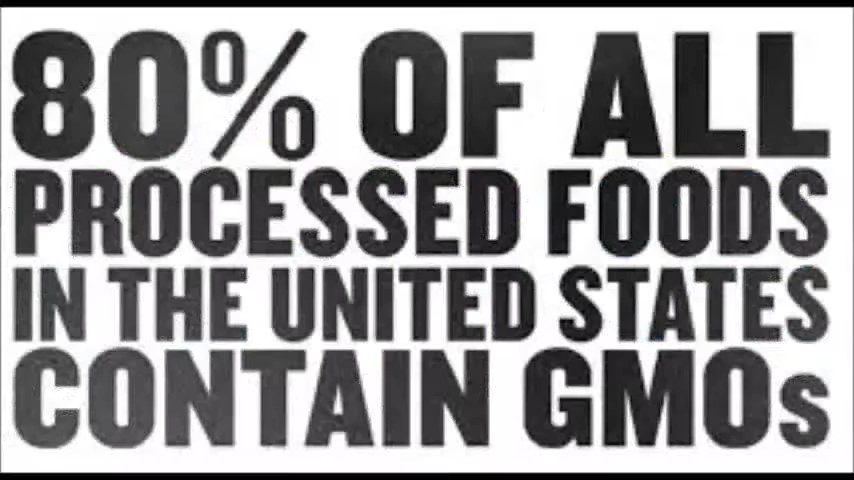 80% OF ALL
PROCESSED FOODS
IN THE UNITED STATES
CONTAIN GMOs